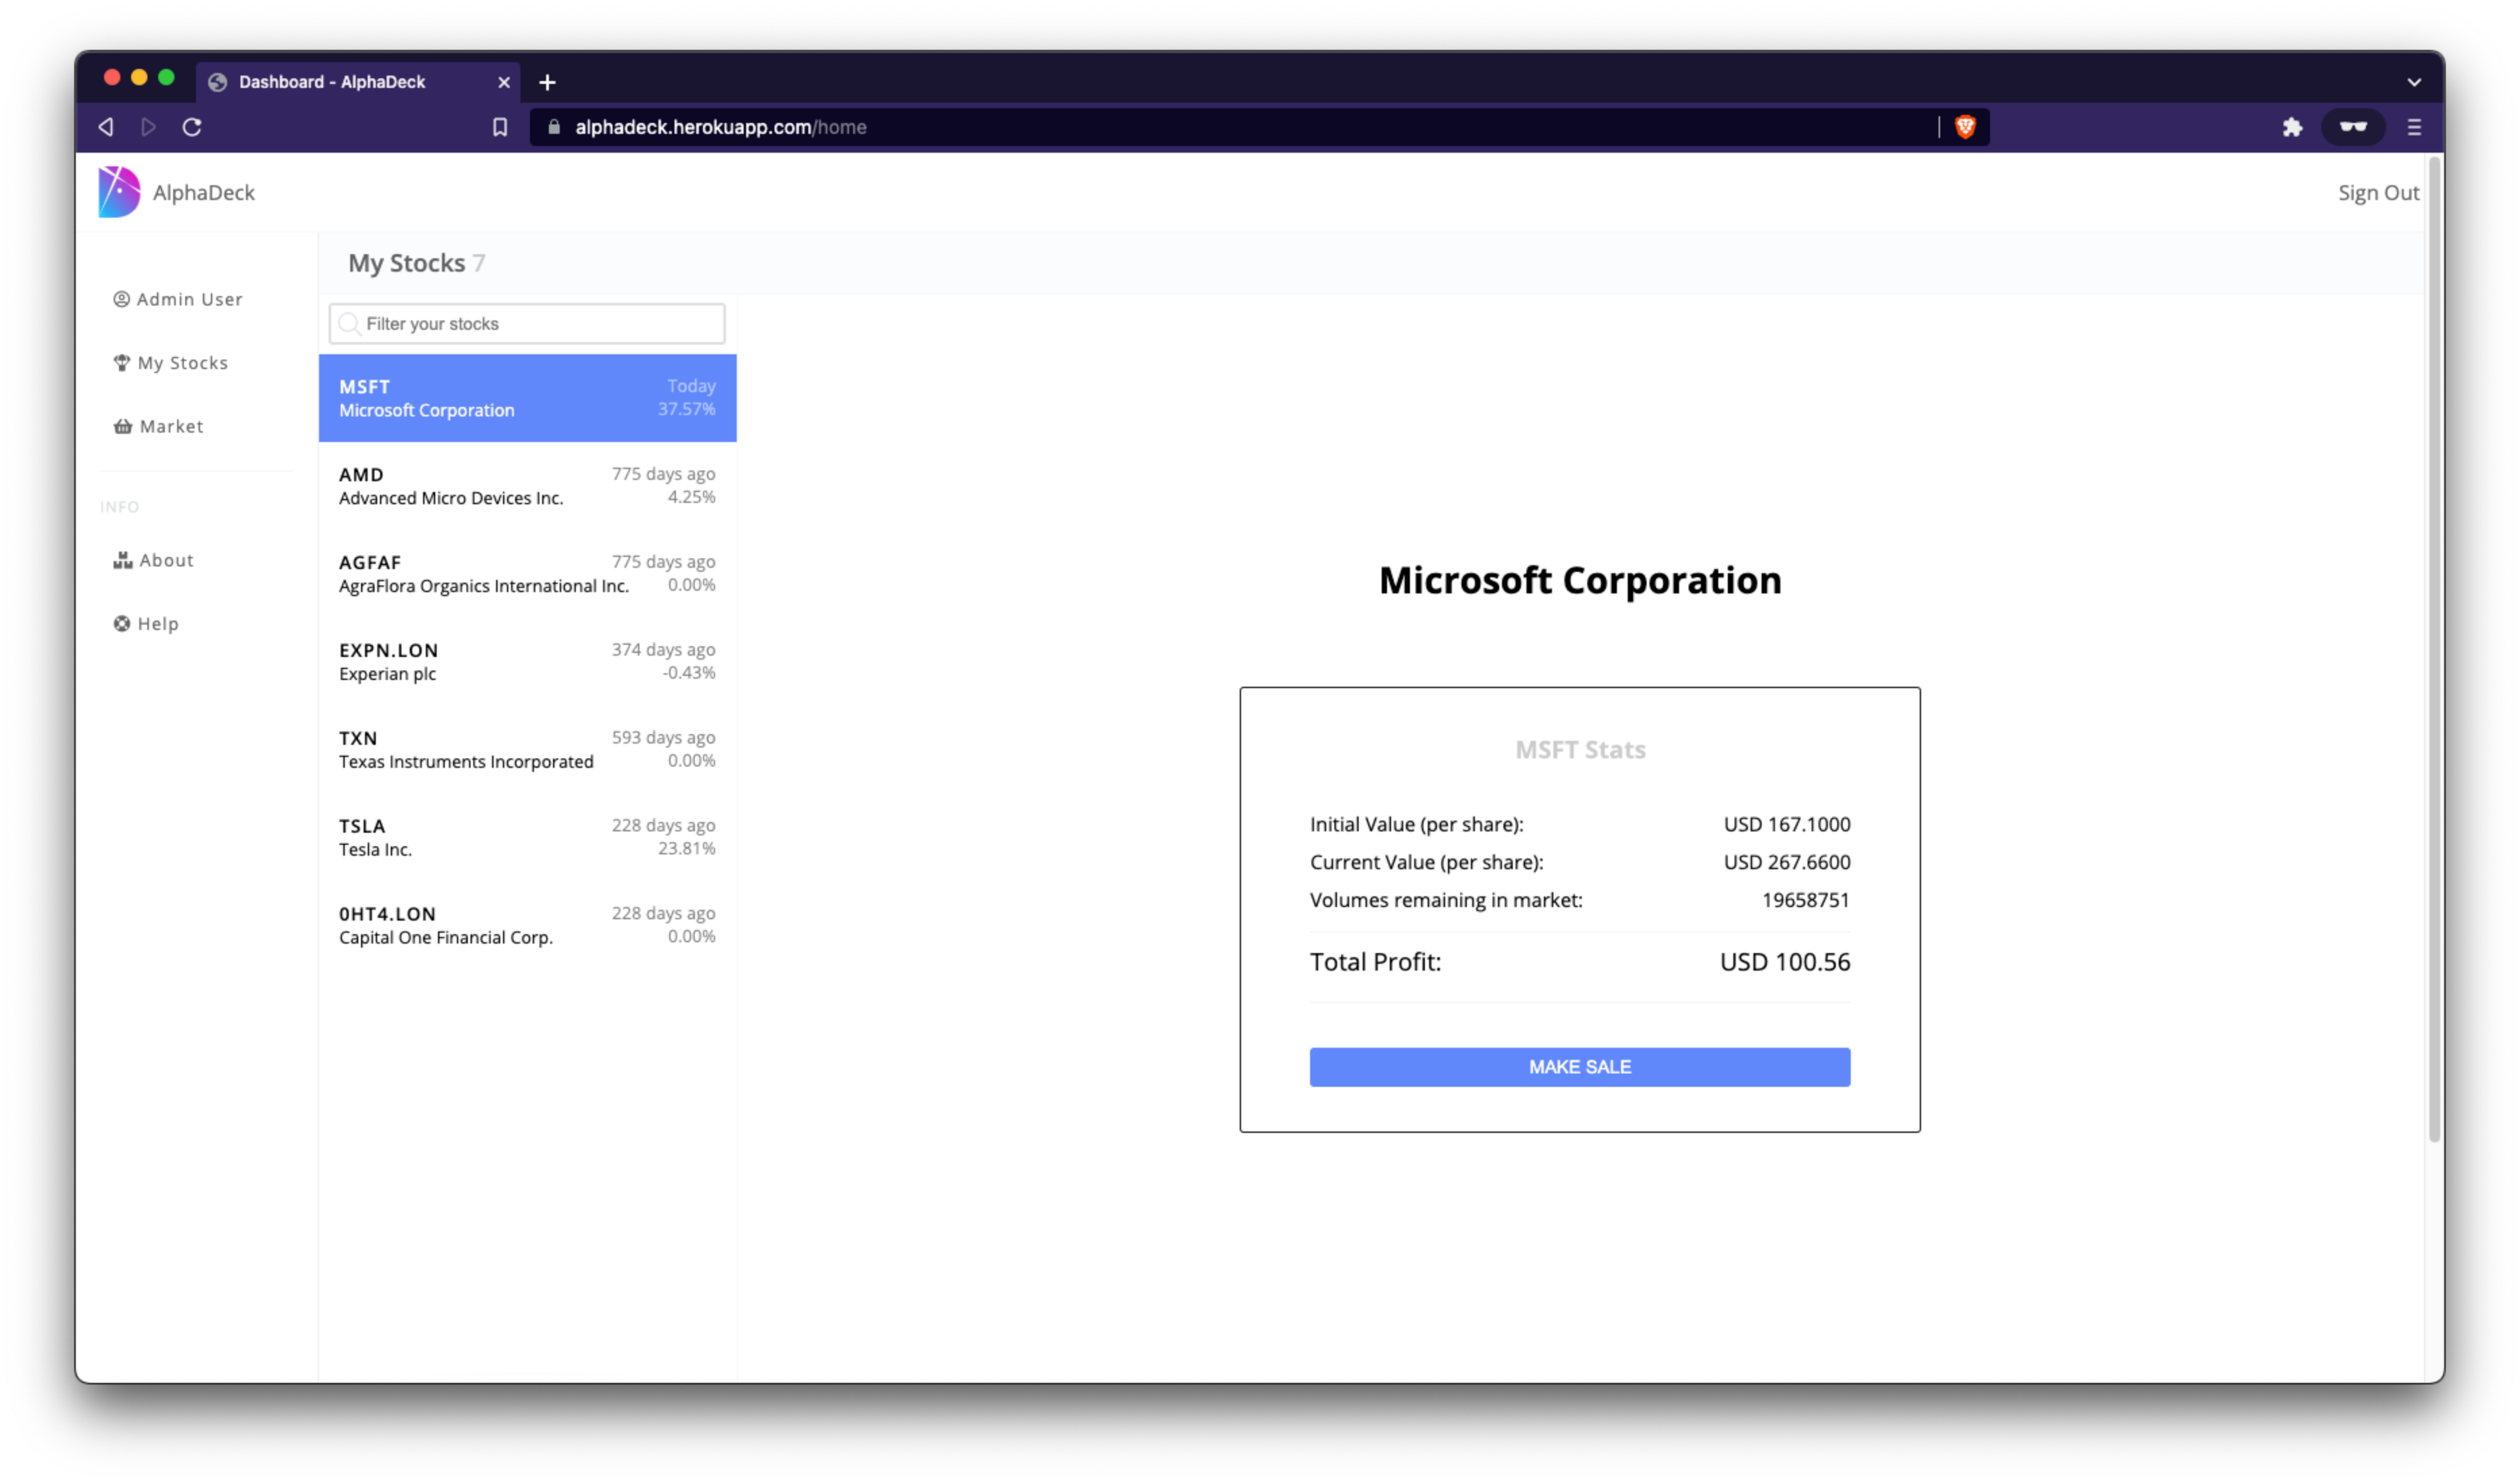 Dashboard - AlphaDeck
alphadeck.herokuapp.com/home
AlphaDeck
Sign Out
Admin User
My Stocks
Market
INFO
About
Help
My Stocks 7
Filter your stocks
MSFT Today
Microsoft Corporation 37.57%
AMD 775 days ago
Advanced Micro Devices Inc. 4.25%
AGFAF 775 days ago
AgraFlora Organics International Inc. 0.00%
EXPN.LON 374 days ago
Experian plc -0.43%
TXN 593 days ago
Texas Instruments Incorporated 0.00%
TSLA 228 days ago
Tesla Inc. 23.81%
0HT4.LON 228 days ago
Capital One Financial Corp. 0.00%
Microsoft Corporation
MSFT Stats
Initial Value (per share): USD 167.1000
Current Value (per share): USD 267.6600
Volumes remaining in market: 19658751
Total Profit: USD 100.56
MAKE SALE